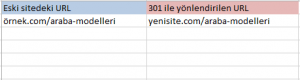 Eski sitedeki URL 301 ile yönlendirilen URL
örnek.com/araba-modelleri yenisite.com/araba-modelleri